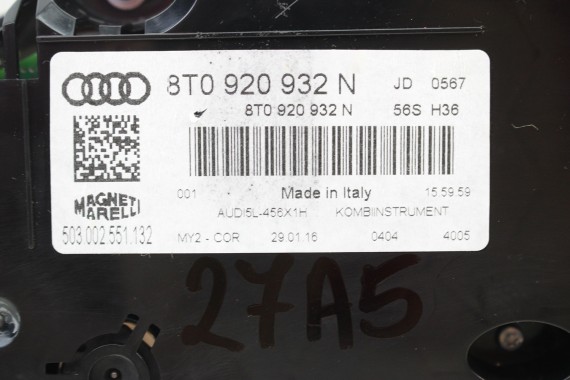 8T0 920 932 N JD 0567
8T0 920 932 N 56S H36
001 Made in Italy 15.59.59
MAGNETI
MARELLI
AUDI5L-456X1H KOMBIINSTRUMENT
503.002.551.132 MY2 - COR 29.01.16 0404 4005
27A5